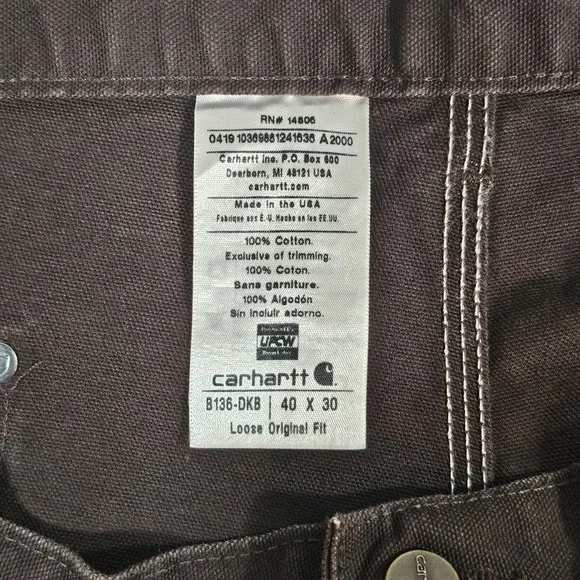 RN# 14806
0419 10369861241636 A 2000
Carhartt Inc. P.O. Box 600
Dearborn, MI 48121 USA
carhartt.com
Made in the USA
Fabriqué aux É.-U. Hecho en los EE.UU.
100% Cotton.
Exclusive of trimming.
100% Coton.
Sans garniture.
100% Algodón
Sin incluir adorno.
UFCW
carhartt
B136-DKB | 40 X 30
Loose Original Fit